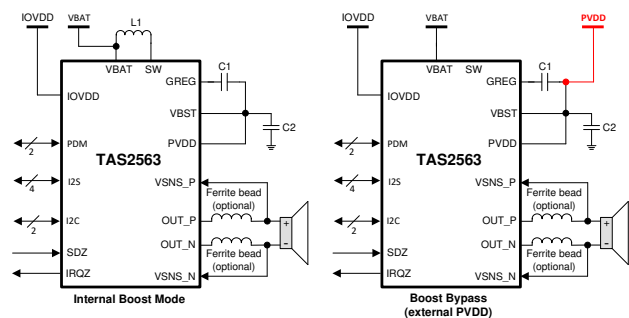 IOVDD
VBAT
L1
VBAT
SW
GREG
C1
IOVDD
VBST
C2
PVDD
2
PDM
TAS2563
4
I2S
VSNS_P
Ferrite bead
(optional)
2
I2C
OUT_P
+
OUT_N
-
Ferrite bead
(optional)
SDZ
IRQZ
VSNS_N
Internal Boost Mode
IOVDD
VBAT
PVDD
VBAT
SW
GREG
C1
IOVDD
VBST
C2
PVDD
2
PDM
TAS2563
4
I2S
VSNS_P
Ferrite bead
(optional)
2
I2C
OUT_P
+
OUT_N
-
Ferrite bead
(optional)
SDZ
IRQZ
VSNS_N
Boost Bypass
(external PVDD)